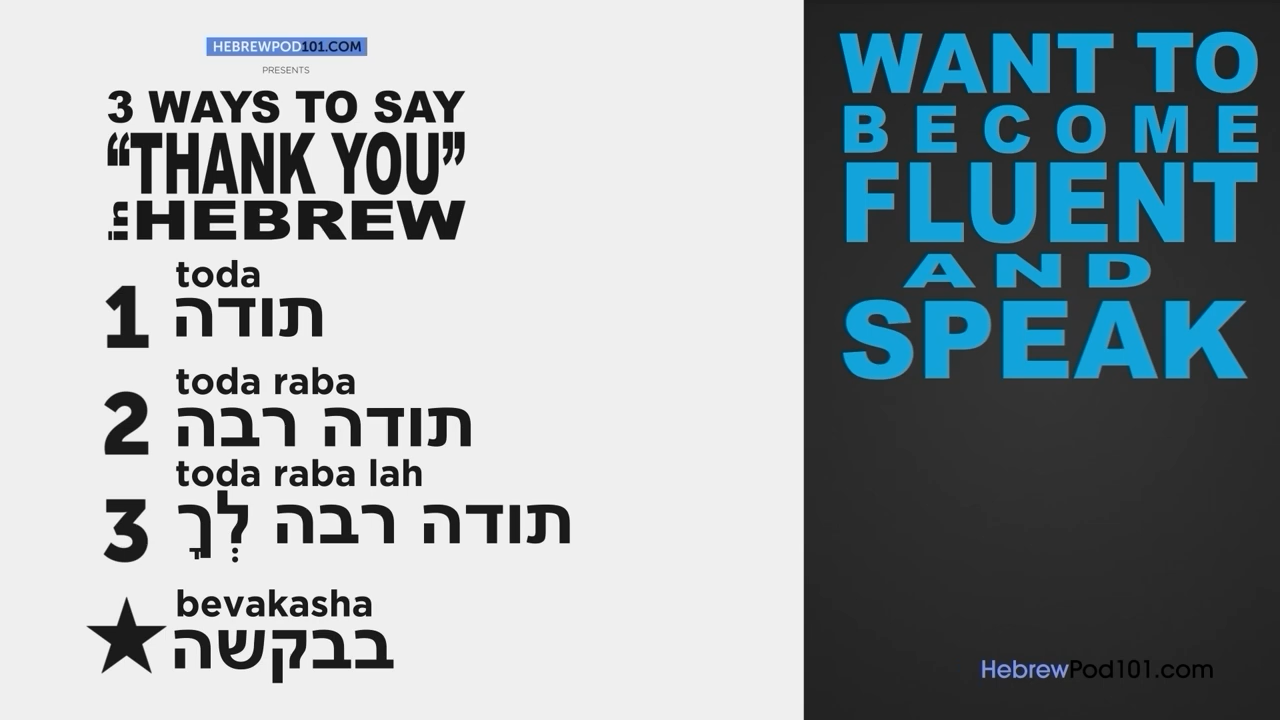 HEBREWPOD101.COM
PRESENTS
3 WAYS TO SAY
“THANK YOU”
in HEBREW
toda
1 תודה
toda raba
2 תודה רבה
toda raba lah
3 תודה רבה לְךָ
bevakasha
בבקשה
WANT TO
BECOME
FLUENT
AND
SPEAK
HebrewPod101.com